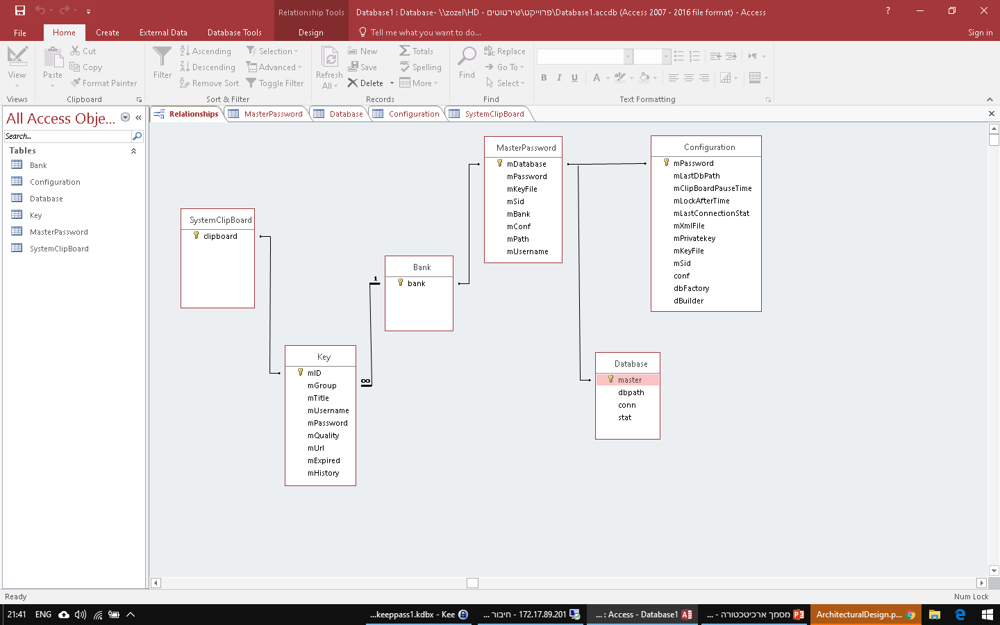 Relationship Tools
Database1 : Database- \\zozel\HD - פרוייקט\שירטוטים\Database1.accdb (Access 2007 - 2016 file format) - Access
?
File
Home
Create
External Data
Database Tools
Design
Tell me what you want to do...
Sign in
View
Paste
Cut
Copy
Format Painter
Filter
Ascending
Descending
Remove Sort
Selection
Advanced
Toggle Filter
Refresh
All
New
Save
Delete
Totals
Spelling
More
Find
Replace
Go To
Select
B I U
A
Views
Clipboard
Sort & Filter
Records
Find
Text Formatting
All Access Obje...
Search...
Tables
Bank
Configuration
Database
Key
MasterPassword
SystemClipBoard
Relationships
MasterPassword
Database
Configuration
SystemClipBoard
SystemClipBoard
clipboard
Key
mID
mGroup
mTitle
mUsername
mPassword
mQuality
mUrl
mExpired
mHistory
1
∞
Bank
bank
MasterPassword
mDatabase
mPassword
mKeyFile
mSid
mBank
mConf
mPath
mUsername
Configuration
mPassword
mLastDbPath
mClipBoardPauseTime
mLockAfterTime
mLastConnectionStat
mXmlFile
mPrivatekey
mKeyFile
mSid
conf
dbFactory
dBuilder
Database
master
dbpath
conn
stat
Ready
Num Lock
21:41
ENG
...keeppass1.kdbx - Kee
... חיבור - 172.17.89.201
... : Access - Database1
... - מסמך ארכיטכטורה
ArchitecturalDesign.p...